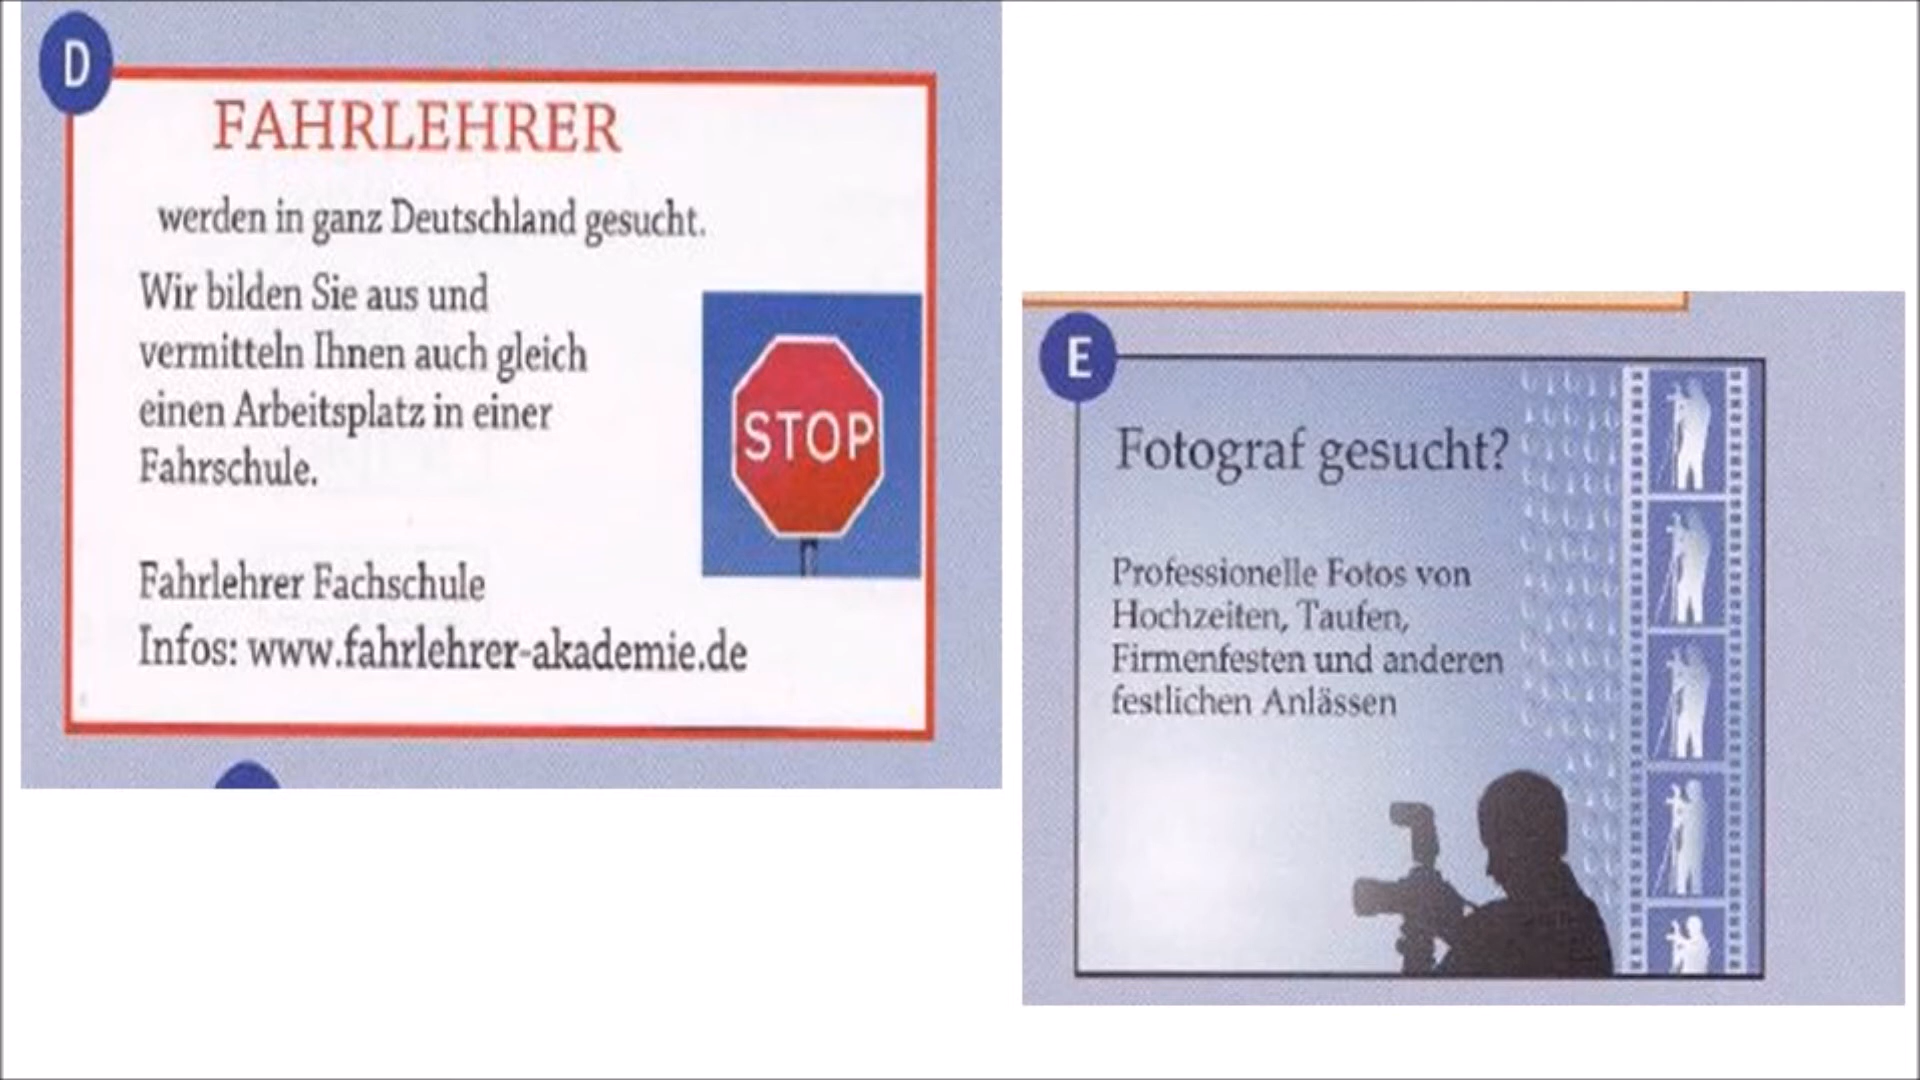 D
FAHRLEHRER
werden in ganz Deutschland gesucht.
Wir bilden Sie aus und
vermitteln Ihnen auch gleich
einen Arbeitsplatz in einer
Fahrschule.
STOP
Fahrlehrer Fachschule
Infos: www.fahrlehrer-akademie.de
E
Fotograf gesucht?
Professionelle Fotos von
Hochzeiten, Taufen,
Firmenfesten und anderen
festlichen Anlässen